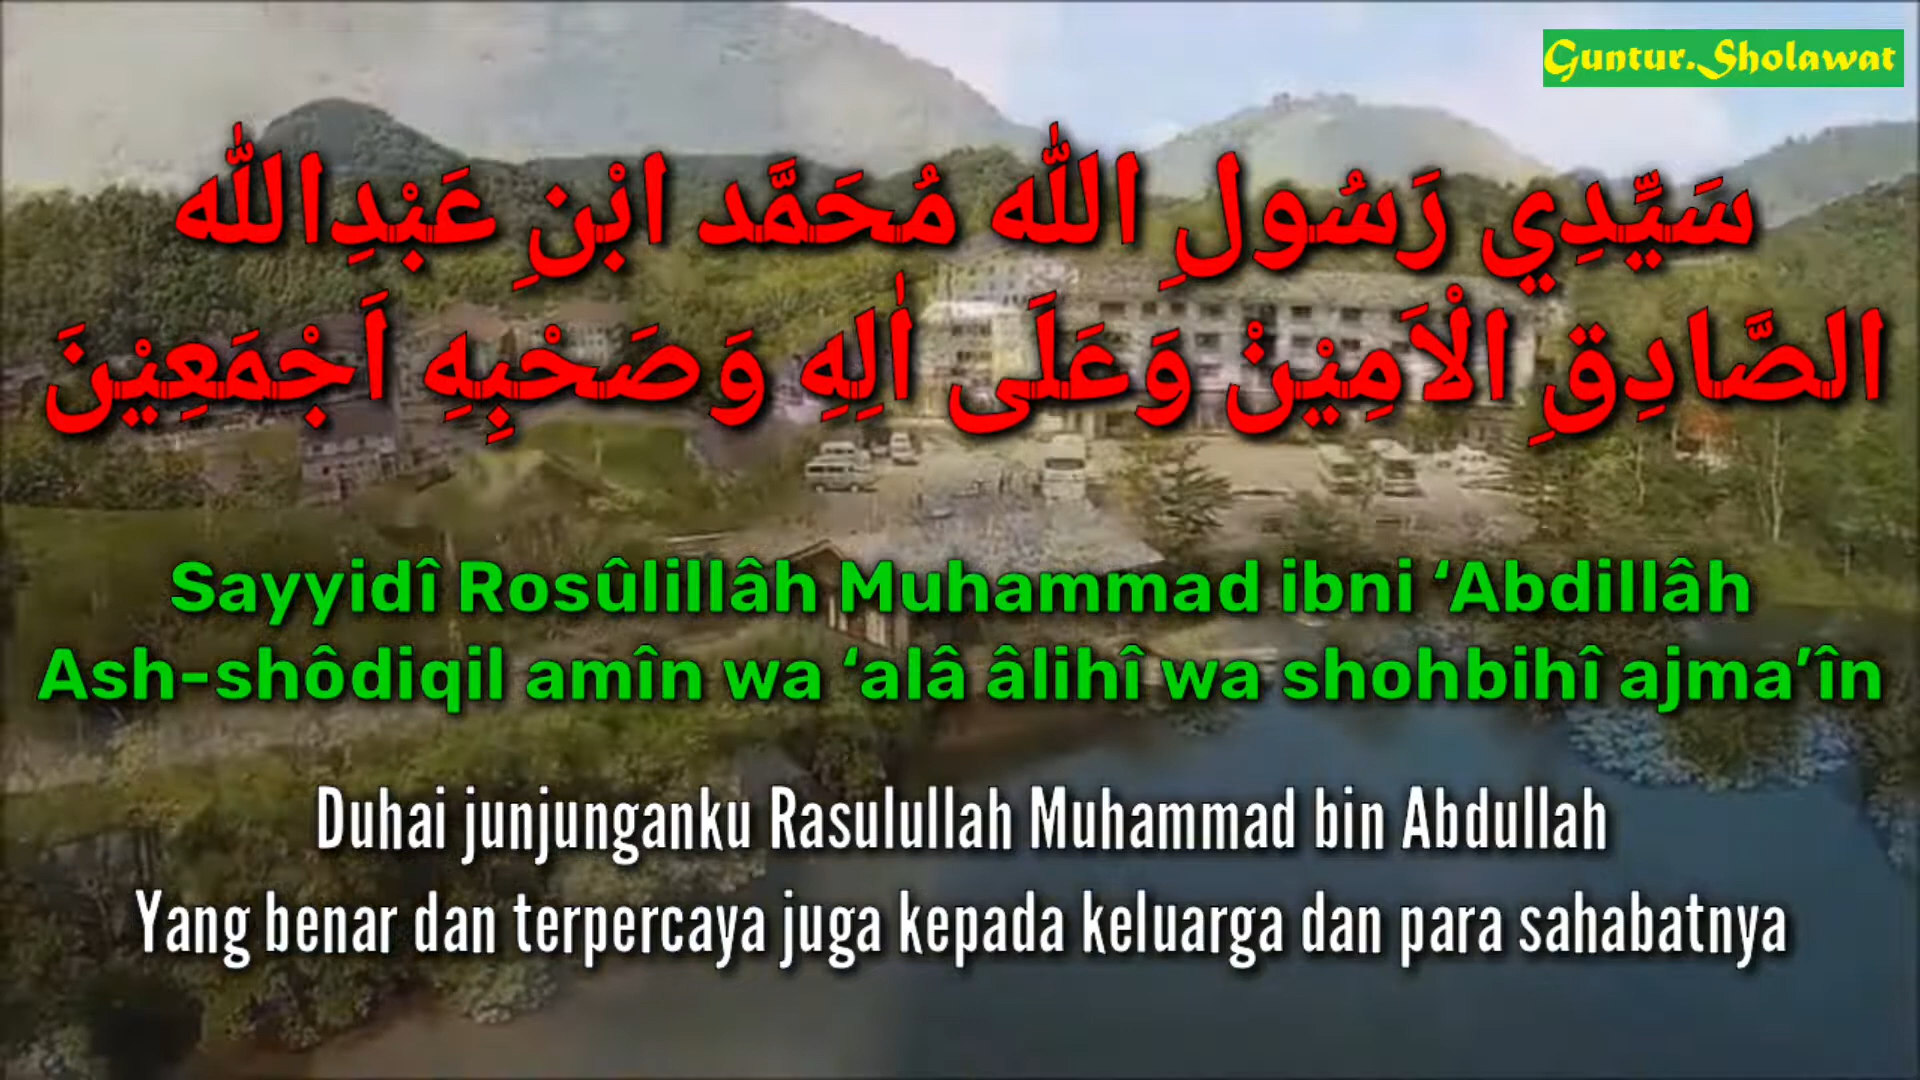 Guntur.Sholawat
سَيِّدِي رَسُولِ اللّٰه مُحَمَّد ابْنِ عَبْدِاللّٰه
الصَّادِقِ الْاَمِيْنْ وَعَلَى اٰلِهِ وَصَحْبِهِ اَجْمَعِيْنَ
Sayyidî Rosûlillâh Muhammad ibni ‘Abdillâh
Ash-shôdiqil amîn wa ‘alâ âlihî wa shohbihî ajma’în
Duhai junjunganku Rasulullah Muhammad bin Abdullah
Yang benar dan terpercaya juga kepada keluarga dan para sahabatnya